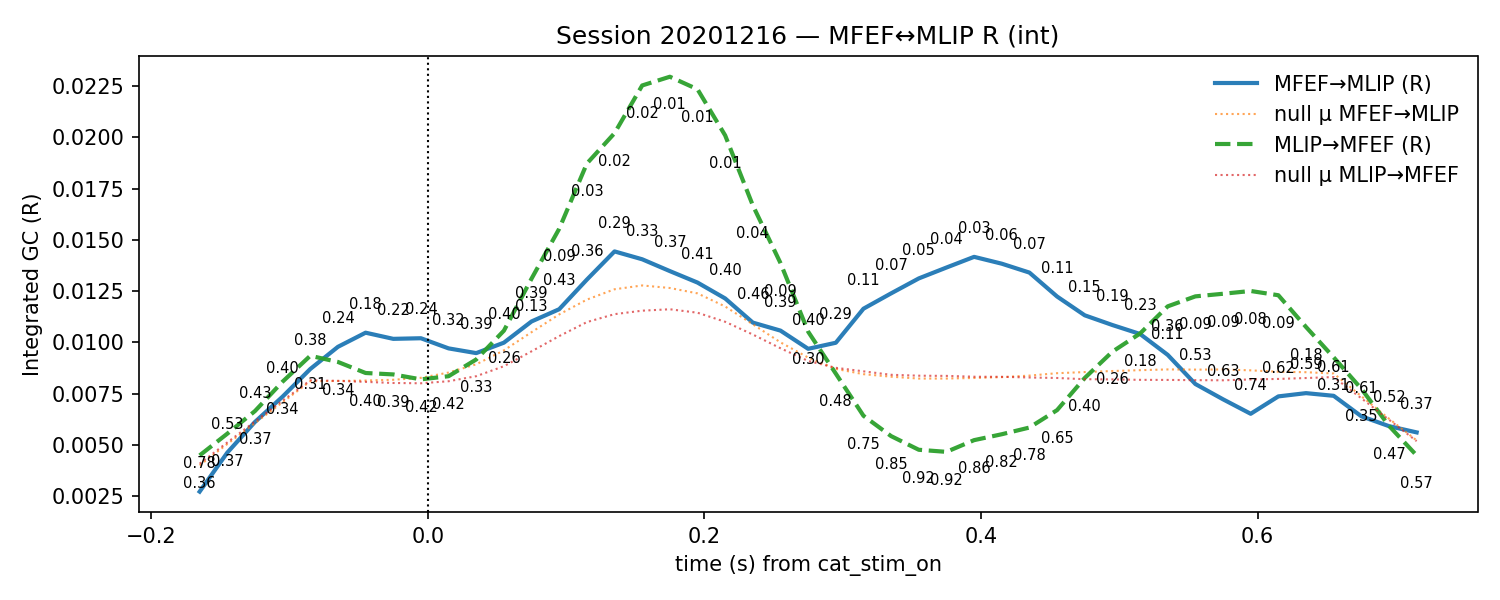 Session 20201216 — MFEF↔MLIP R (int)
Integrated GC (R)
0.0225
0.0200
0.0175
0.0150
0.0125
0.0100
0.0075
0.0050
0.0025
MFEF→MLIP (R)
null μ MFEF→MLIP
MLIP→MFEF (R)
null μ MLIP→MFEF
0.78 0.53 0.43 0.40 0.38 0.24 0.18 0.22 0.24 0.32 0.39 0.40 0.39 0.43 0.36 0.29 0.33 0.37 0.41 0.40 0.46 0.39 0.40 0.29 0.11 0.07 0.05 0.04 0.03 0.06 0.07 0.11 0.15 0.19 0.23 0.36 0.53 0.63 0.74 0.62 0.59 0.61 0.61 0.52 0.37
0.36 0.37 0.37 0.34 0.31 0.34 0.40 0.39 0.42 0.42 0.33 0.26 0.13 0.09 0.03 0.02 0.02 0.01 0.01 0.01 0.04 0.09 0.30 0.48 0.75 0.85 0.92 0.92 0.86 0.82 0.78 0.65 0.40 0.26 0.18 0.11 0.09 0.09 0.08 0.09 0.18 0.31 0.35 0.47 0.57
−0.2 0.0 0.2 0.4 0.6
time (s) from cat_stim_on